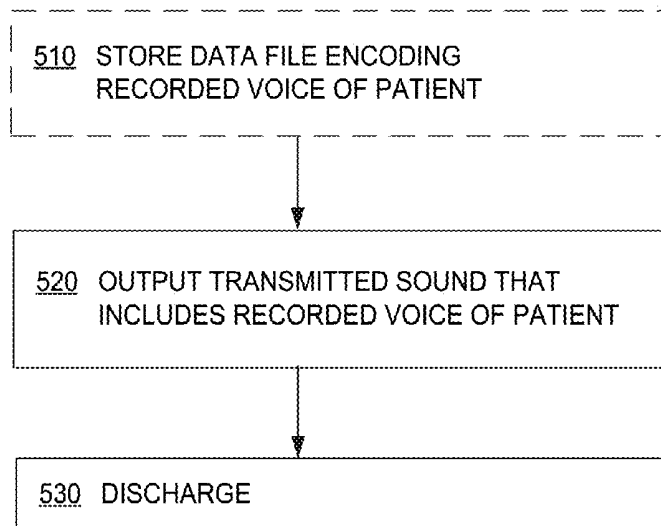 510 STORE DATA FILE ENCODING
RECORDED VOICE OF PATIENT
520 OUTPUT TRANSMITTED SOUND THAT
INCLUDES RECORDED VOICE OF PATIENT
530 DISCHARGE